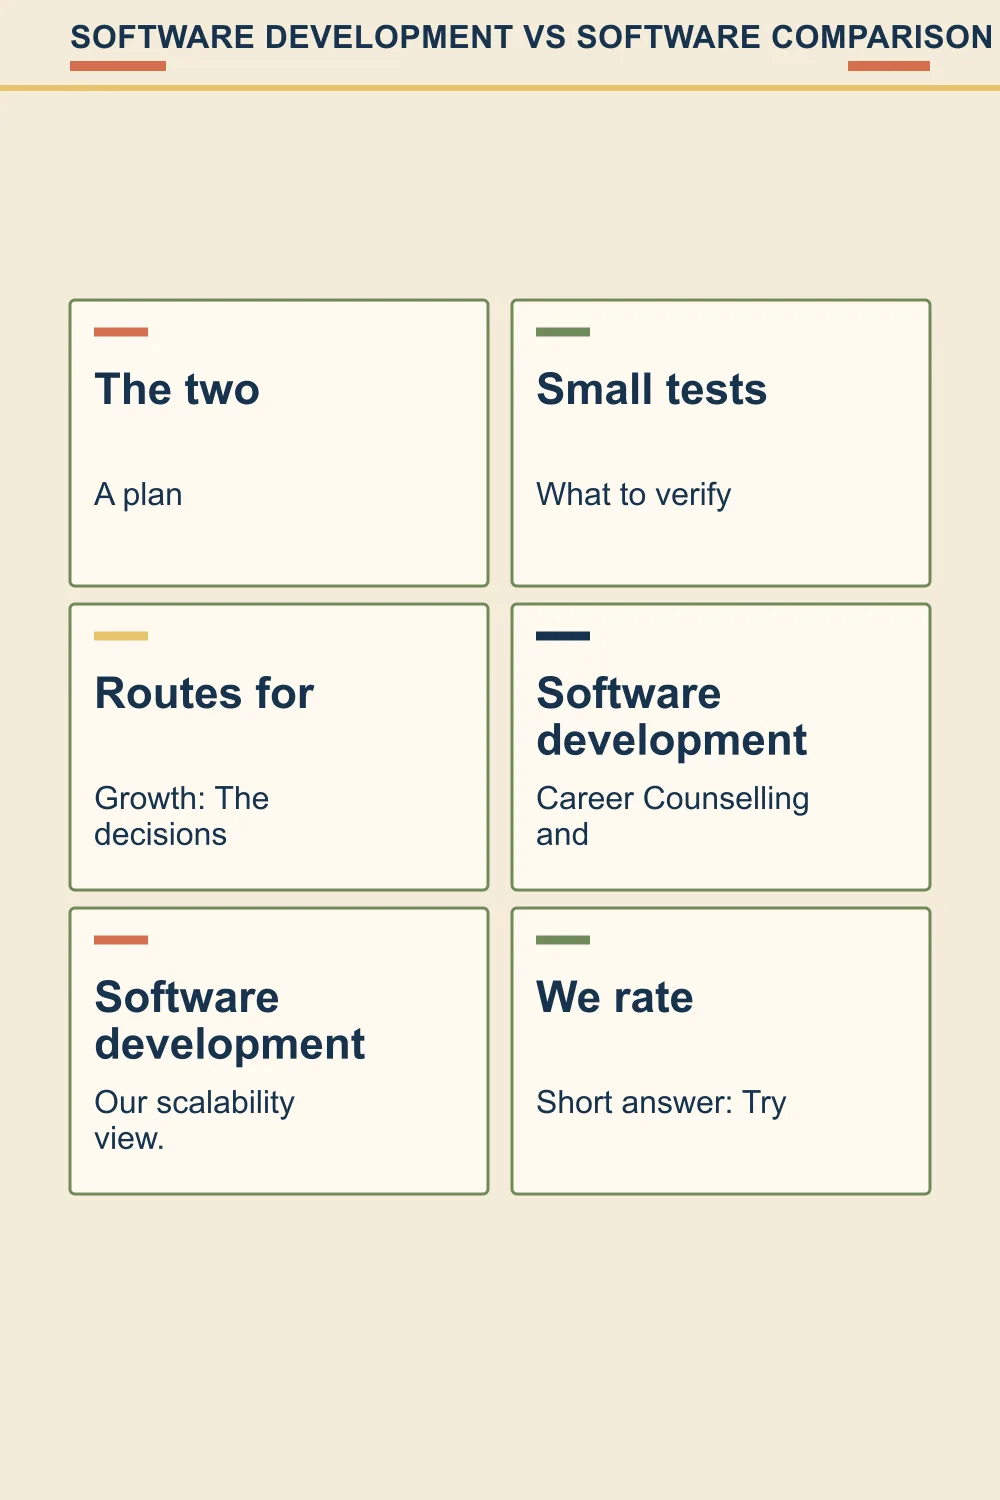 SOFTWARE DEVELOPMENT VS SOFTWARE COMPARISON
The two
A plan
Small tests
What to verify
Routes for
Growth: The
decisions
Software
development
Career Counselling
and
Software
development
Our scalability
view.
We rate
Short answer: Try